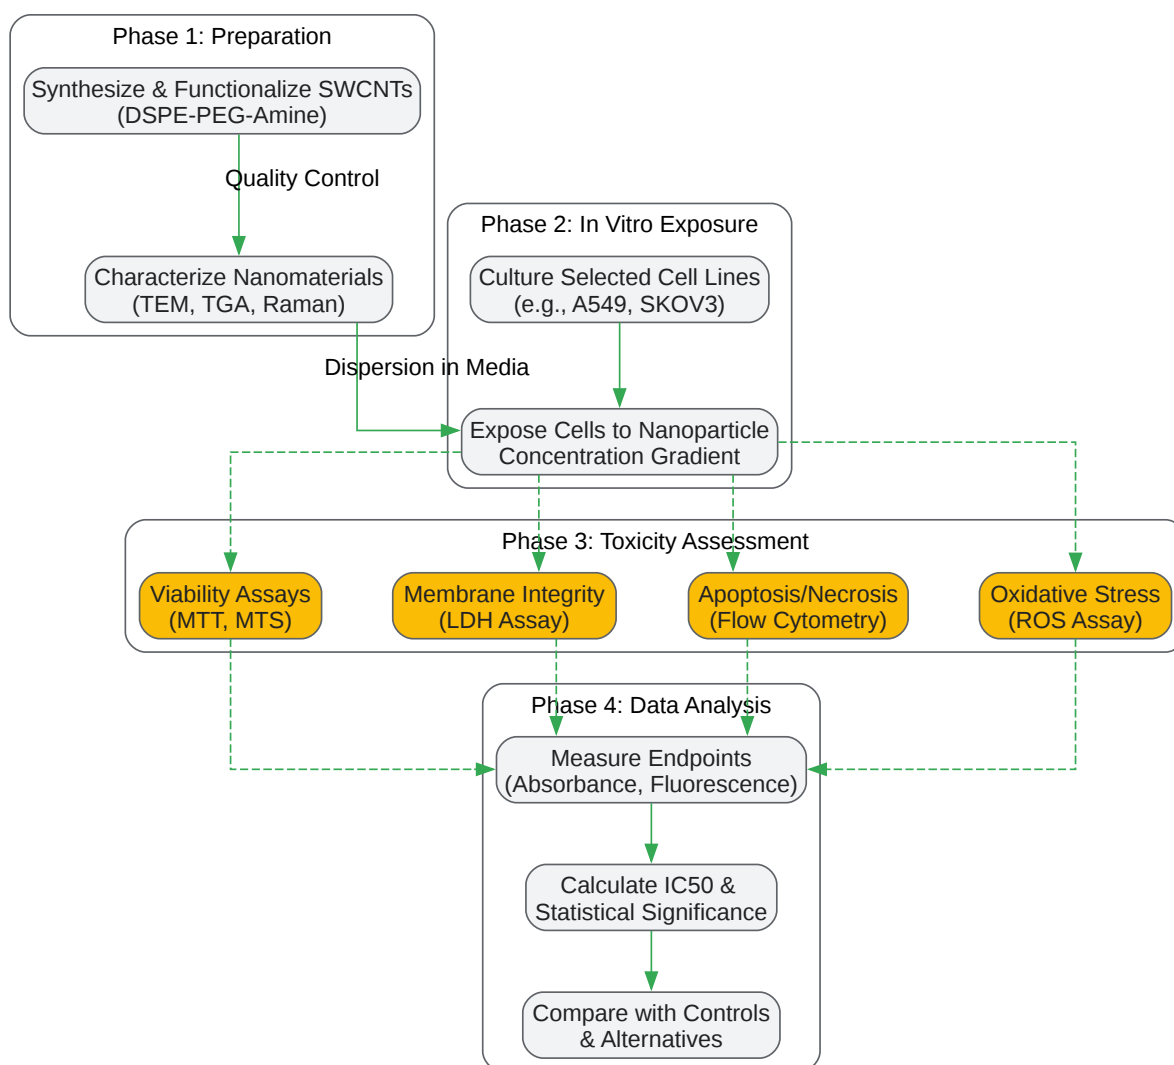 Phase 1: Preparation
Synthesize & Functionalize SWCNTs
(DSPE-PEG-Amine)
Quality Control
Characterize Nanomaterials
(TEM, TGA, Raman)
Dispersion in Media
Phase 2: In Vitro Exposure
Culture Selected Cell Lines
(e.g., A549, SKOV3)
Expose Cells to Nanoparticle
Concentration Gradient
Phase 3: Toxicity Assessment
Viability Assays
(MTT, MTS)
Membrane Integrity
(LDH Assay)
Apoptosis/Necrosis
(Flow Cytometry)
Oxidative Stress
(ROS Assay)
Phase 4: Data Analysis
Measure Endpoints
(Absorbance, Fluorescence)
Calculate IC50 &
Statistical Significance
Compare with Controls
& Alternatives